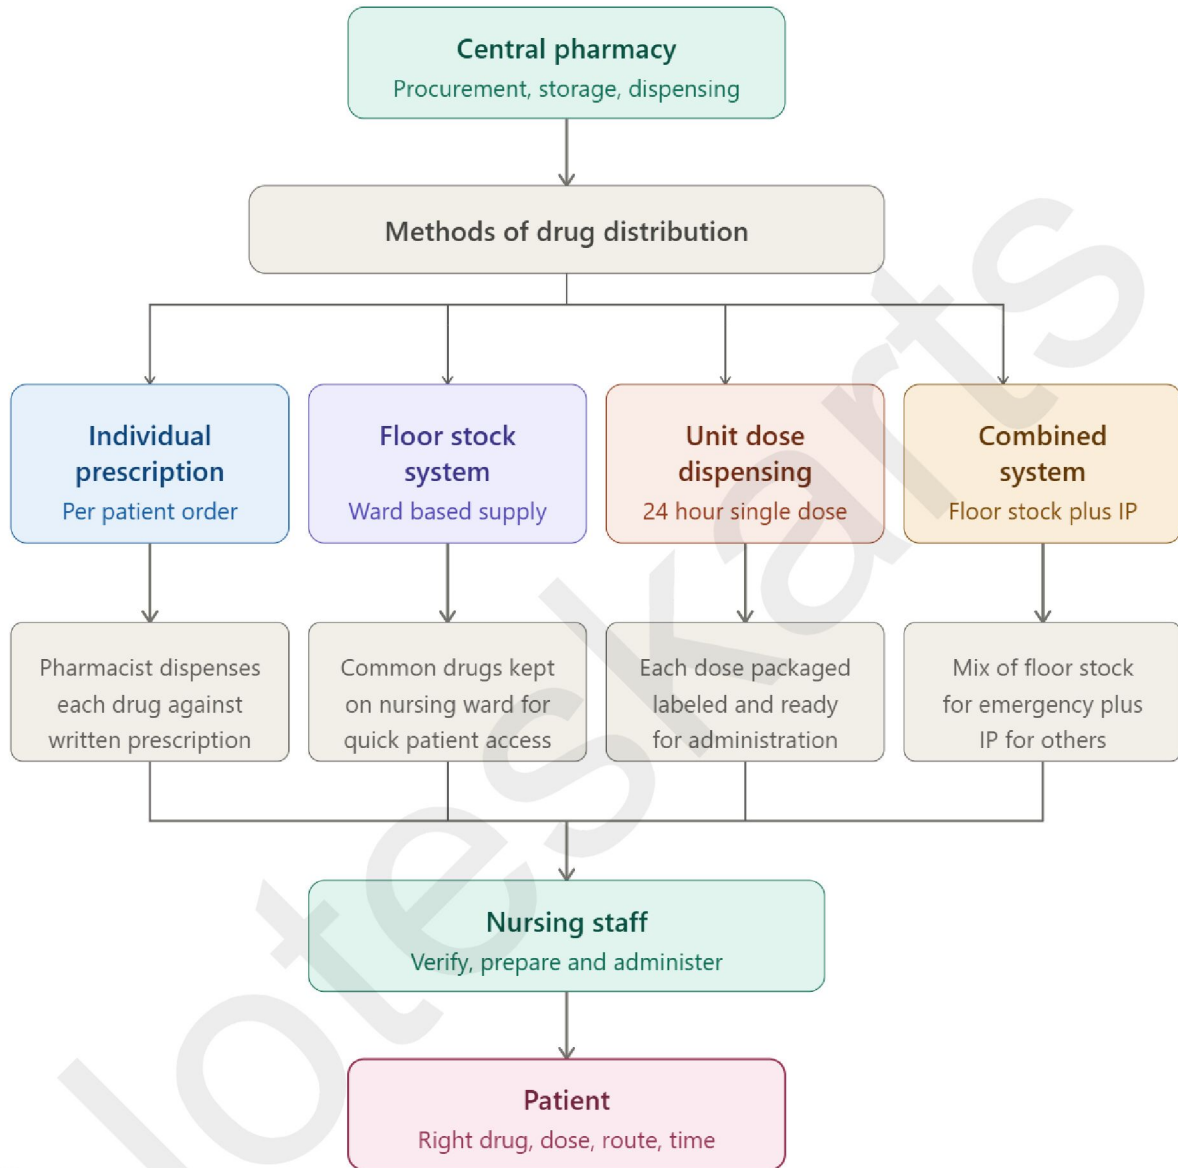 Central pharmacy
Procurement, storage, dispensing
Methods of drug distribution
Individual
prescription
Per patient order
Floor stock
system
Ward based supply
Unit dose
dispensing
24 hour single dose
Combined
system
Floor stock plus IP
Pharmacist dispenses
each drug against
written prescription
Common drugs kept
on nursing ward for
quick patient access
Each dose packaged
labeled and ready
for administration
Mix of floor stock
for emergency plus
IP for others
Nursing staff
Verify, prepare and administer
Patient
Right drug, dose, route, time
loteskarts